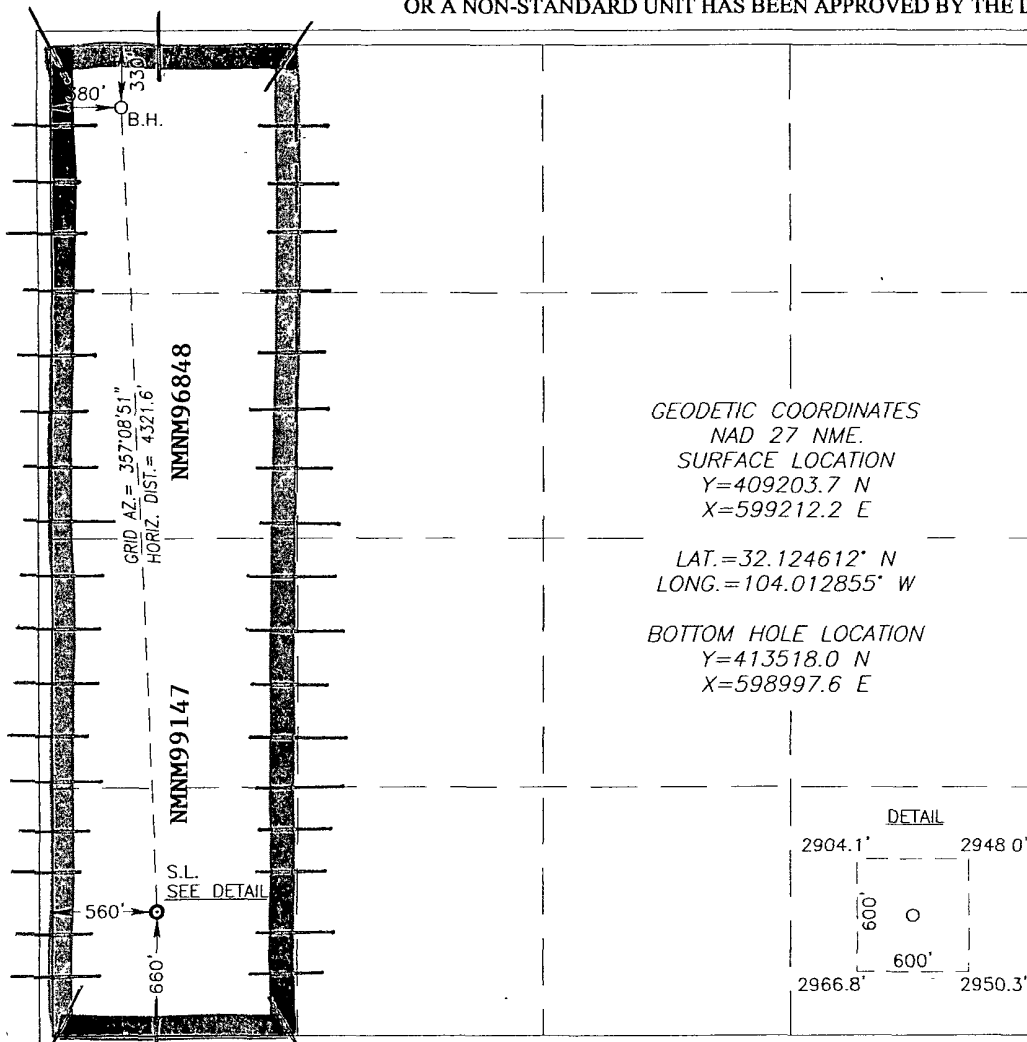 OR A NON-STANDARD UNIT HAS BEEN APPROVED BY THE
330'
380'
B.H.
GRID AZ.= 357°08'51"
HORIZ. DIST.= 4321.6'
NMNM96848
GEODETIC COORDINATES
NAD 27 NME.
SURFACE LOCATION
Y=409203.7 N
X=599212.2 E
LAT.=32.124612° N
LONG.=104.012855° W
BOTTOM HOLE LOCATION
Y=413518.0 N
X=598997.6 E
NMNM99147
S.L.
SEE DETAIL
560'
660'
DETAIL
2904.1'
2948.0'
600'
600'
2966.8'
2950.3'